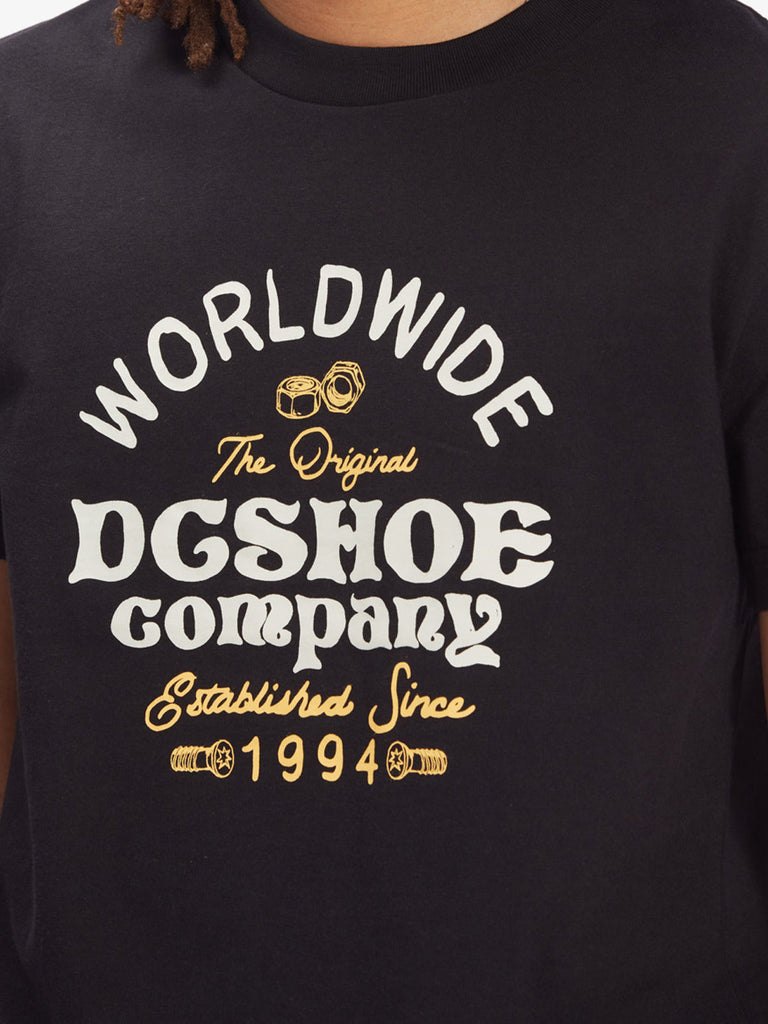 WORLDWIDE
The Original
DCSHOE
company
Established Since
1994